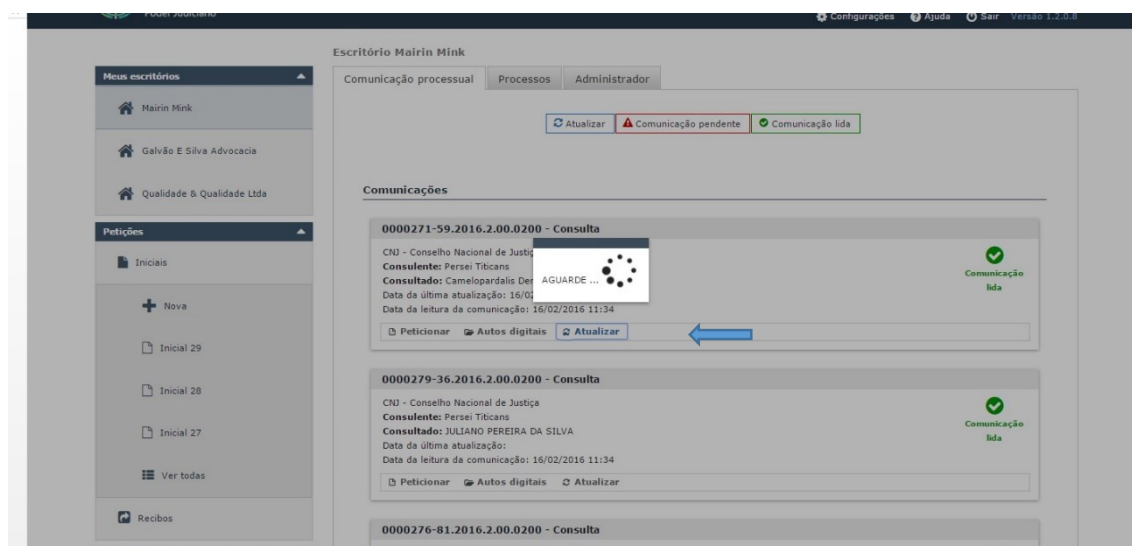 Poder Judiciário
Configurações Ajuda Sair Versão 1.2.0.8
Escritório Mairin Mink
Meus escritórios
Mairin Mink
Galvão E Silva Advocacia
Qualidade & Qualidade Ltda
Petições
Iniciais
Nova
Inicial 29
Inicial 28
Inicial 27
Ver todas
Recibos
Comunicação processual Processos Administrador
Atualizar Comunicação pendente Comunicação lida
Comunicações
0000271-59.2016.2.00.0200 - Consulta
CNJ - Conselho Nacional de Justiç
Consulente: Persei Titicans
Consultado: Camelopardalis Der
Data da última atualização: 16/02
Data da leitura da comunicação: 16/02/2016 11:34
AGUARDE ...
Comunicação
lida
Peticionar Autos digitais Atualizar
0000279-36.2016.2.00.0200 - Consulta
CNJ - Conselho Nacional de Justiça
Consulente: Persei Titicans
Consultado: JULIANO PEREIRA DA SILVA
Data da última atualização:
Data da leitura da comunicação: 16/02/2016 11:34
Comunicação
lida
Peticionar Autos digitais Atualizar
0000276-81.2016.2.00.0200 - Consulta